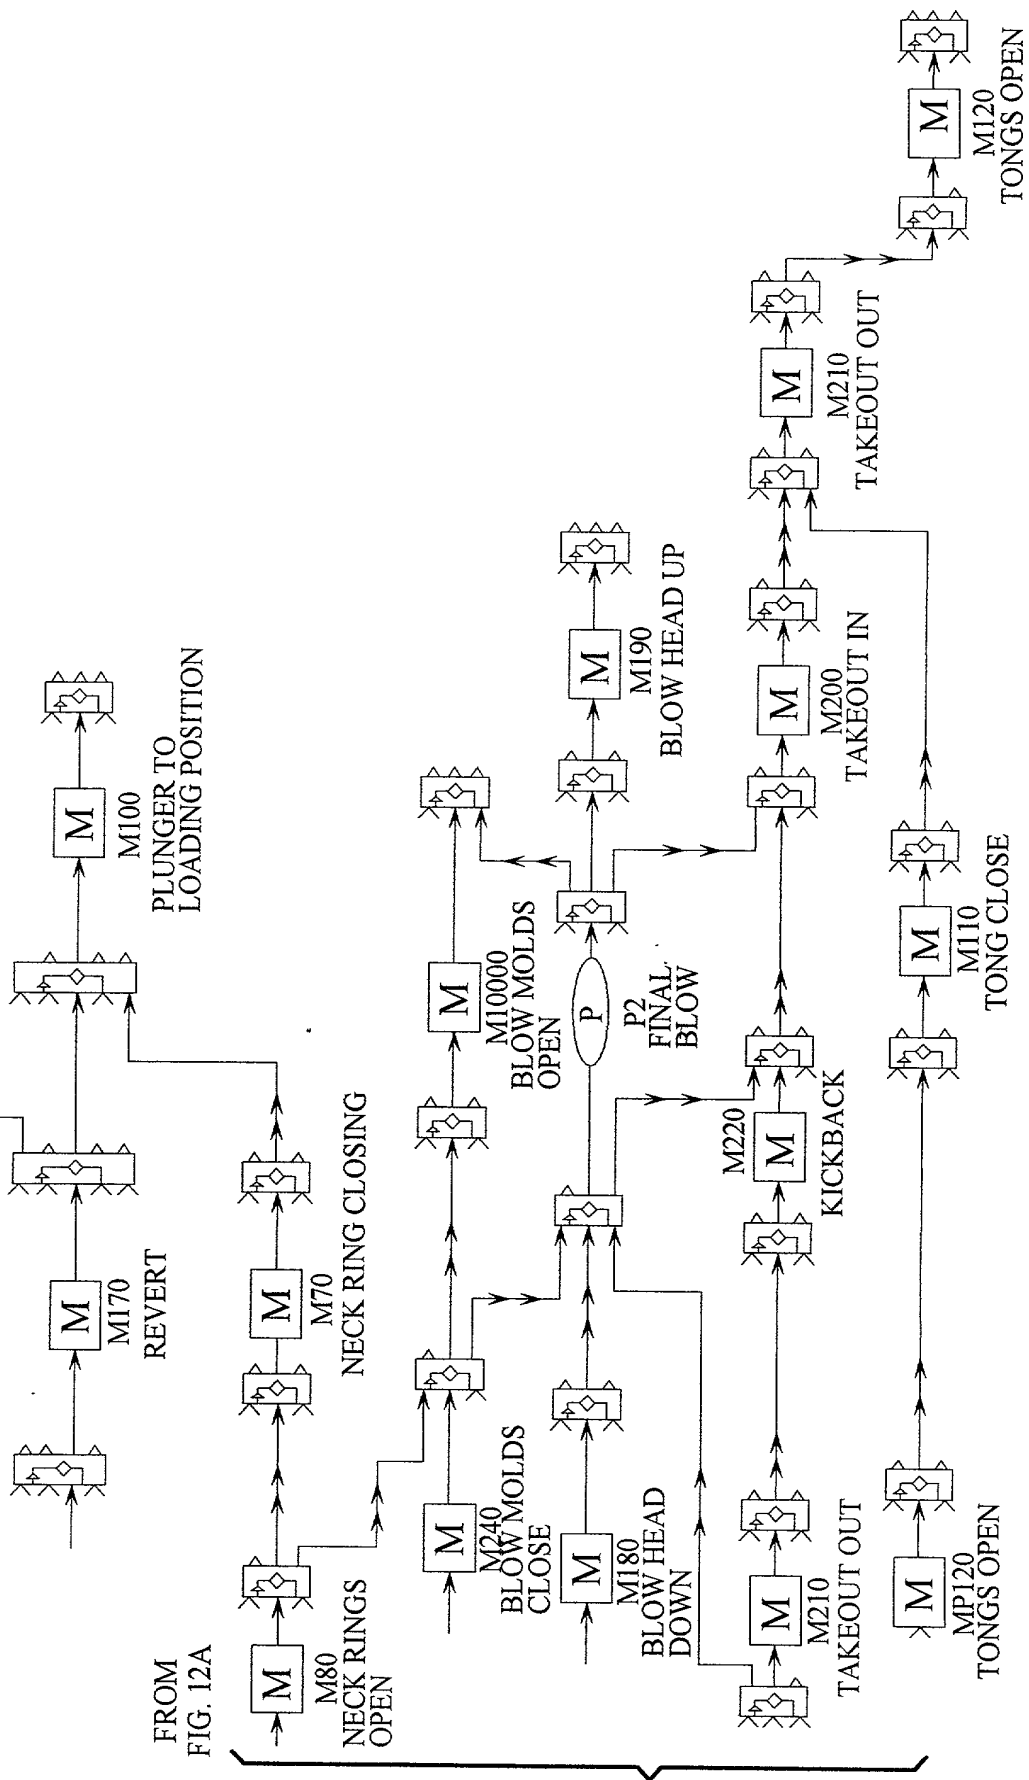 FROM
FIG. 12A
M
M170
REVERT
M
M100
PLUNGER TO
LOADING POSITION
M
M80
NECK RINGS
OPEN
M
M70
NECK RING CLOSING
M
M240
BLOW MOLDS
CLOSE
M
M10000
BLOW MOLDS
OPEN
M
M180
BLOW HEAD
DOWN
P
P2
FINAL
BLOW
M
M190
BLOW HEAD UP
M
M210
TAKEOUT OUT
M220
M
KICKBACK
M
M200
TAKEOUT IN
M
M210
TAKEOUT OUT
M
MP120
TONGS OPEN
M
M110
TONG CLOSE
M
M120
TONGS OPEN